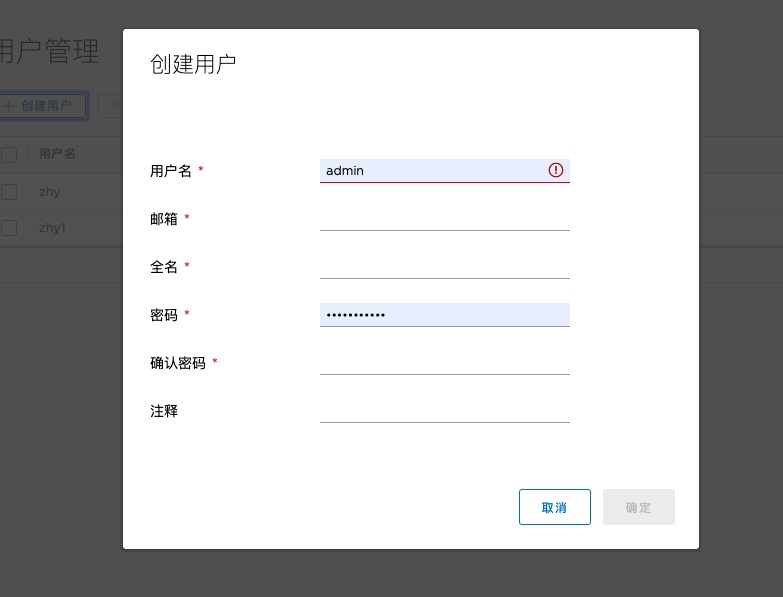 用户管理
创建用户
+ 创建用户
用户名
zhy
zhy1
用户名 *
admin
邮箱 *
全名 *
密码 *
•••••••••••
确认密码 *
注释
取消
确定